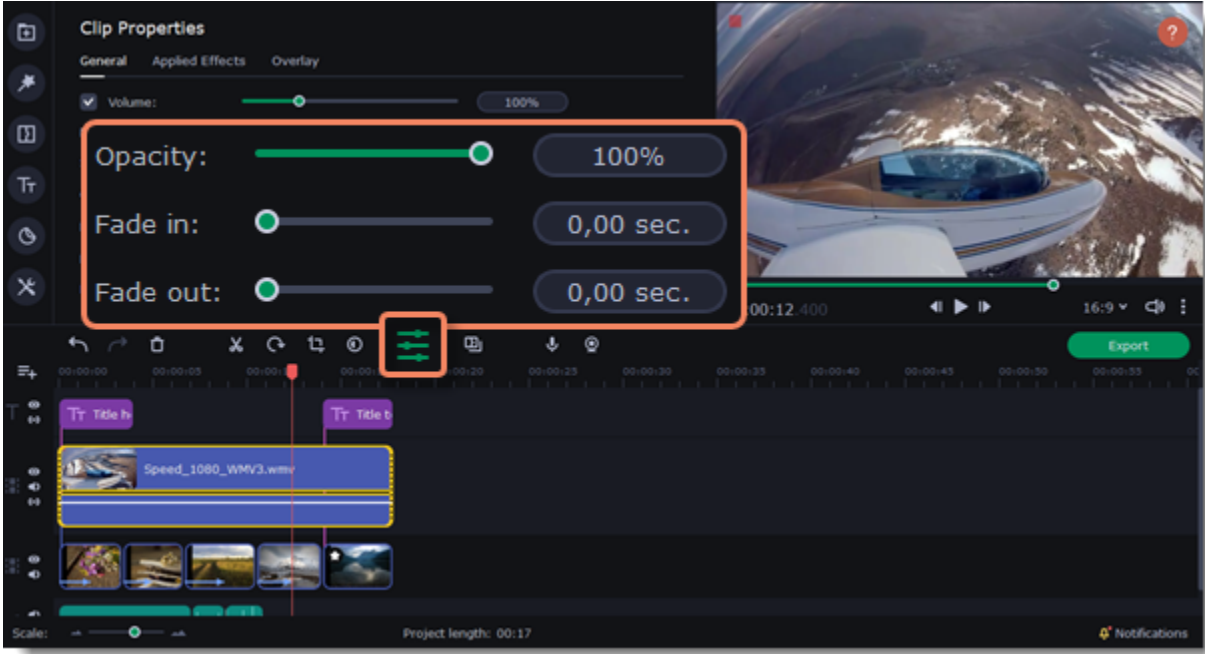 Clip Properties
General Applied Effects Overlay
Volume: 100%
Opacity: 100%
Fade in: 0,00 sec.
Fade out: 0,00 sec.
?
:00:12.400
16:9
Export
00:00:00 00:00:05 00:00:20 00:00:25 00:00:30 00:00:35 00:00:40 00:00:45 00:00:50 00:00:55
Tт Title Tт Title
Speed_1080_WMV3.wmv
Scale: Project length: 00:17 Notifications